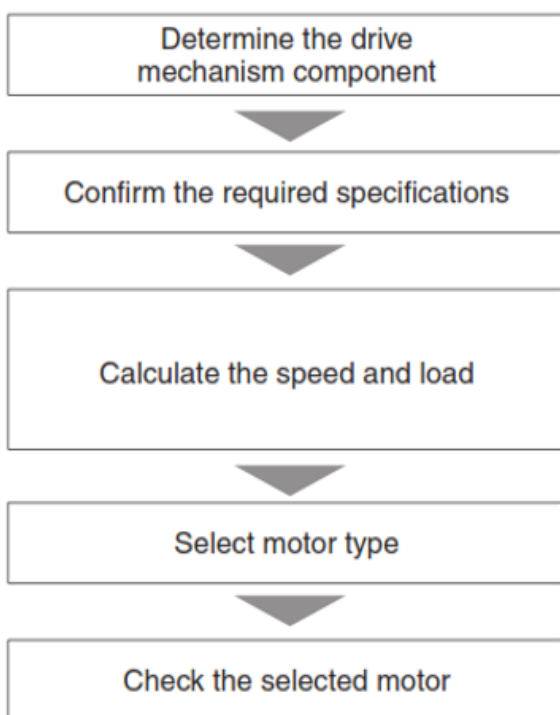 Determine the drive
mechanism component
Confirm the required specifications
Calculate the speed and load
Select motor type
Check the selected motor